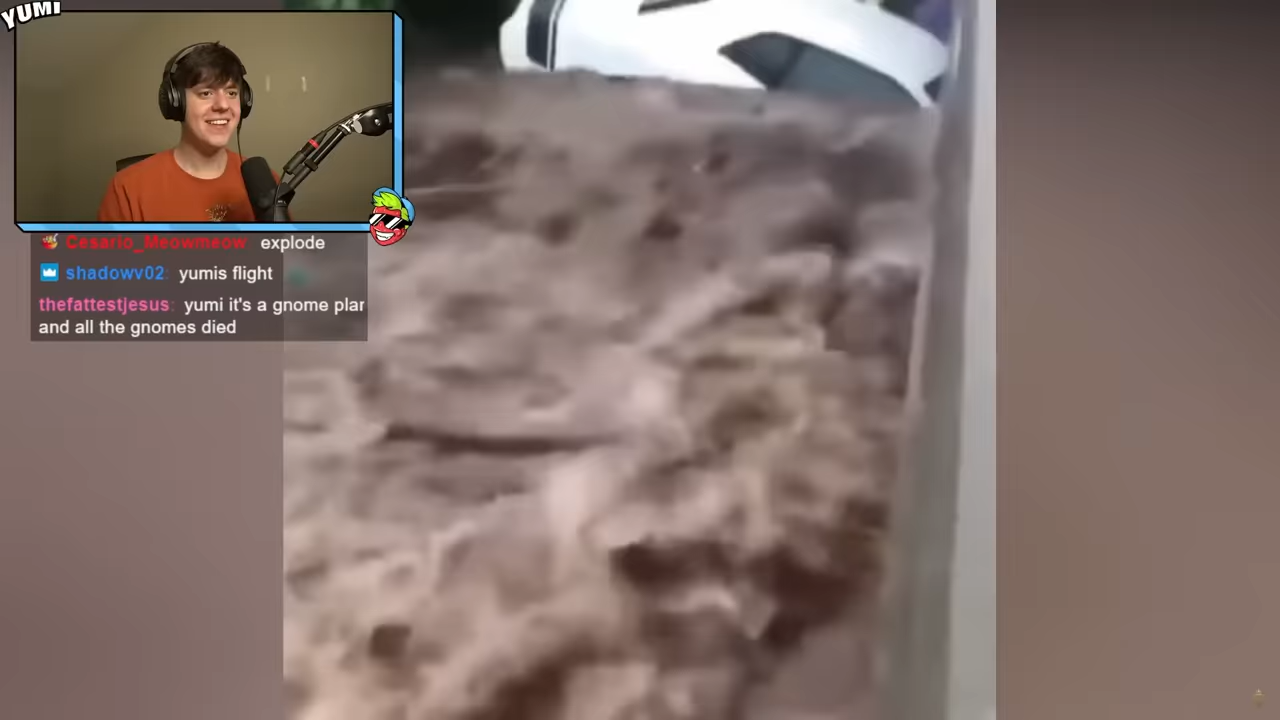 YUMI
Cesario_Meowmeow explode
shadowv02: yumis flight
thefattestjesus: yumi it's a gnome plar
and all the gnomes died